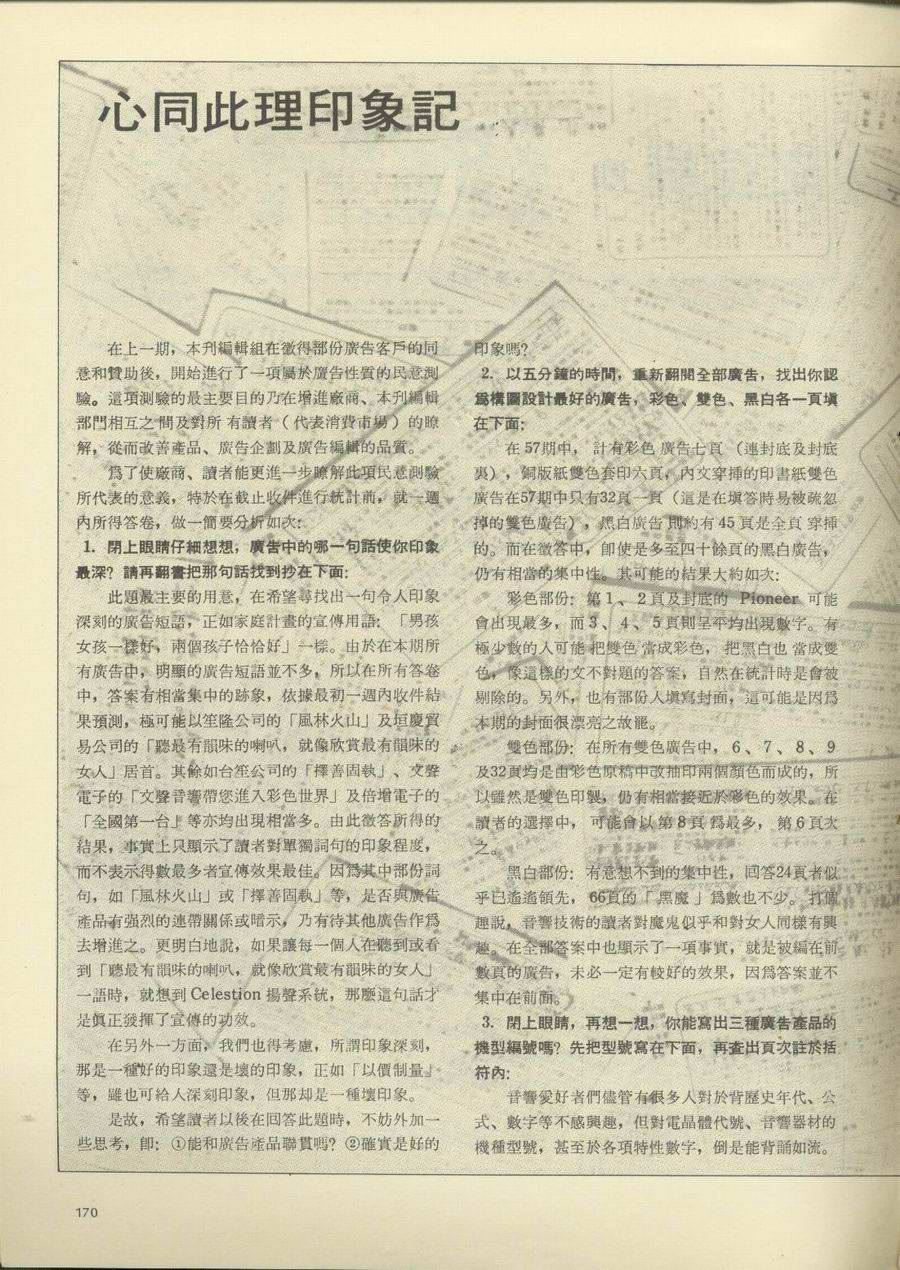 心同此理印象記
在上一期，本刋編輯組在徵得部份廣告客戶的同
意和贊助後，開始進行了一項屬於廣告性質的民意測
驗。這項測驗的最主要目的乃在增進廠商、本刋編輯
部門相互之間及對所有讀者（代表消費市場）的瞭
解，從而改善產品、廣告企劃及廣告編輯的品質。
爲了使廠商、讀者能更進一步瞭解此項民意測驗
所代表的意義，特於在截止收件進行統計前，就一週
內所得答卷，做一簡要分析如次：
1. 閉上眼睛仔細想想，廣告中的哪一句話使你印象
最深？請再翻書把那句話找到抄在下面：
此題最主要的用意，在希望尋找出一句令人印象
深刻的廣告短語，正如家庭計畫的宣傳用語：「男孩
女孩一樣好，兩個孩子恰恰好」一樣。由於在本期所
有廣告中，明顯的廣告短語並不多，所以在所有答卷
中，答案有相當集中的跡象，依據最初一週內收件結
果預測，極可能以笙隆公司的「風林火山」及垣慶貿
易公司的「聽最有韻味的喇叭，就像欣賞最有韻味的
女人」居首。其餘如台笙公司的「擇善固執」、文聲
電子的「文聲音響帶您進入彩色世界」及倍增電子的
「全國第一台」等亦均出現相當多。由此徵答所得的
結果，事實上只顯示了讀者對單獨詞句的印象程度，
而不表示得數最多者宣傳效果最佳。因爲其中部份詞
句，如「風林火山」或「擇善固執」等，是否與廣告
產品有强烈的連帶關係或暗示，乃有待其他廣告作爲
去增進之。更明白地說，如果讓每一個人在聽到或看
到「聽最有韻味的喇叭，就像欣賞最有韻味的女人」
一語時，就想到 Celestion 揚聲系統，那麼這句話才
是眞正發揮了宣傳的功效。
在另外一方面，我們也得考慮，所謂印象深刻，
那是一種好的印象還是壞的印象，正如「以價制量」
等，雖也可給人深刻印象，但那却是一種壞印象。
是故，希望讀者以後在回答此題時，不妨外加一
些思考，卽：①能和廣告產品聯貫嗎？②確實是好的
印象嗎？
2. 以五分鐘的時間，重新翻閱全部廣告，找出你認
爲構圖設計最好的廣告，彩色、雙色、黑白各一頁塡
在下面：
在57期中，計有彩色廣告七頁（連封底及封底
裏），銅版紙雙色套印六頁，內文穿揷的印書紙雙色
廣告在57期中只有32頁一頁（這是在塡答時易被疏忽
掉的雙色廣告），黑白廣告則約有45頁是全頁穿揷
的。而在徵答中，卽使是多至四十餘頁的黑白廣告，
仍有相當的集中性。其可能的結果大約如次：
彩色部份：第1、2頁及封底的 Pioneer 可能
會出現最多，而3、4、5頁則呈平均出現數字。有
極少數的人可能把雙色當成彩色，把黑白也當成雙
色，像這樣的文不對題的答案，自然在統計時是會被
剔除的。另外，也有部份人塡寫封面，這可能是因爲
本期的封面很漂亮之故罷。
雙色部份：在所有雙色廣告中，6、7、8、9
及32頁均是由彩色原稿中改抽印兩個顏色而成的，所
以雖然是雙色印製，仍有相當接近於彩色的效果。在
讀者的選擇中，可能會以第8頁爲最多，第6頁次
之。
黑白部份：有意想不到的集中性，回答24頁者似
乎已遙遙領先，66頁的「黑魔」爲數也不少。打個
趣說，音響技術的讀者對魔鬼似乎和對女人同樣有興
趣。在全部答案中也顯示了一項事實，就是被編在前
數頁的廣告，未必一定有較好的效果，因爲答案並不
集中在前面。
3. 閉上眼睛，再想一想，你能寫出三種廣告產品的
機型編號嗎？先把型號寫在下面，再查出頁次註於括
符內：
音響愛好者們儘管有很多人對於背歷史年代、公
式、數字等不感興趣，但對電晶體代號、音響器材的
機種型號，甚至於各項特性數字，倒是能背誦如流。
170